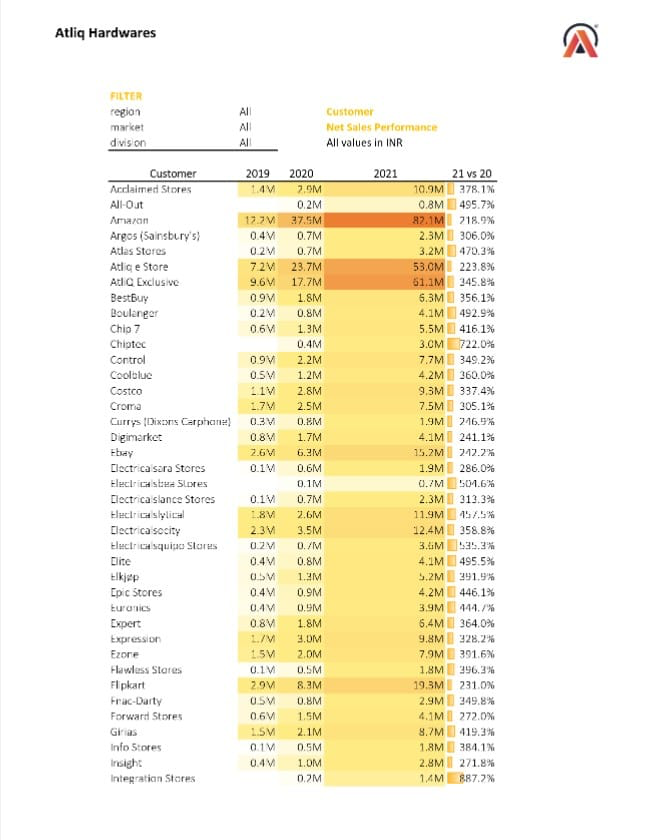 Atliq Hardwares
FILTER
region All Customer
market All Net Sales Performance
division All All values in INR
Customer 2019 2020 2021 21 vs 20
Acclaimed Stores 1.4M 2.9M 10.9M 378.1%
All-Out 0.2M 0.8M 495.7%
Amazon 12.2M 37.5M 82.1M 218.9%
Argos (Sainsbury's) 0.4M 0.7M 2.3M 306.0%
Atlas Stores 0.2M 0.7M 3.2M 470.3%
Atliq e Store 7.2M 23.7M 53.0M 223.8%
AtliQ Exclusive 9.6M 17.7M 61.1M 345.8%
BestBuy 0.9M 1.8M 6.3M 356.1%
Boulanger 0.2M 0.8M 4.1M 492.9%
Chip 7 0.6M 1.3M 5.5M 416.1%
Chiptec 0.4M 3.0M 722.0%
Control 0.9M 2.2M 7.7M 349.2%
Coolblue 0.5M 1.2M 4.2M 360.0%
Costco 1.1M 2.8M 9.3M 337.4%
Croma 1.7M 2.5M 7.5M 305.1%
Currys (Dixons Carphone) 0.3M 0.8M 1.9M 246.9%
Digimarket 0.8M 1.7M 4.1M 241.1%
Ebay 2.6M 6.3M 15.2M 242.2%
Electricalsara Stores 0.1M 0.6M 1.9M 286.0%
Electricalsbea Stores 0.1M 0.7M 504.6%
Electricalslance Stores 0.1M 0.7M 2.3M 313.3%
Electricalslytical 1.8M 2.6M 11.9M 457.5%
Electricalsocity 2.3M 3.5M 12.4M 358.8%
Electricalsquipo Stores 0.2M 0.7M 3.6M 535.3%
Elite 0.4M 0.8M 4.1M 495.5%
Elkjøp 0.5M 1.3M 5.2M 391.9%
Epic Stores 0.4M 0.9M 4.2M 446.1%
Euronics 0.4M 0.9M 3.9M 444.7%
Expert 0.8M 1.8M 6.4M 364.0%
Expression 1.7M 3.0M 9.8M 328.2%
Ezone 1.5M 2.0M 7.9M 391.6%
Flawless Stores 0.1M 0.5M 1.8M 396.3%
Flipkart 2.9M 8.3M 19.3M 231.0%
Fnac-Darty 0.5M 0.8M 2.9M 349.8%
Forward Stores 0.6M 1.5M 4.1M 272.0%
Girias 1.5M 2.1M 8.7M 419.3%
Info Stores 0.1M 0.5M 1.8M 384.1%
Insight 0.4M 1.0M 2.8M 271.8%
Integration Stores 0.2M 1.4M 887.2%